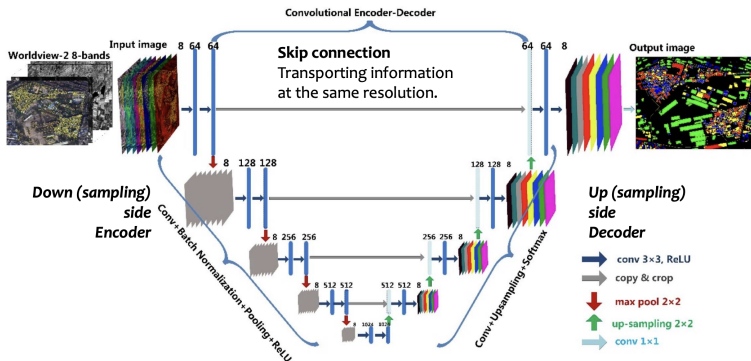 Convolutional Encoder-Decoder
Worldview-2 8-bands
Input image
8 64 64
Skip connection
Transporting information
at the same resolution.
64 64 8
Output image
8 128 128
128 128 8
Down (sampling)
side
Encoder
Up (sampling)
side
Decoder
Conv+Batch Normalization+Pooling+ReLU
Conv+Upsampling+Softmax
8 256 256
256 256 8
8 512 512
512 512 8
8 1024
conv 3×3, ReLU
copy & crop
max pool 2×2
up-sampling 2×2
conv 1×1